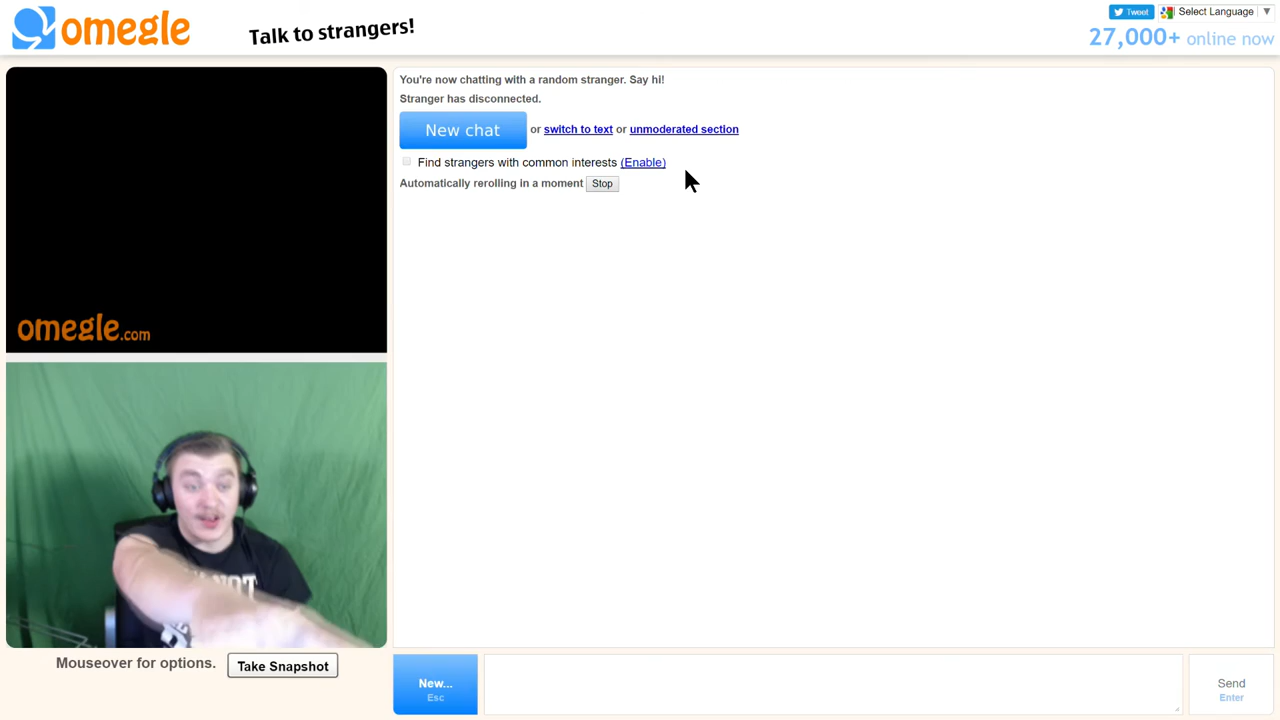 omegle
Talk to strangers!
Tweet
Select Language ▼
27,000+ online now
You're now chatting with a random stranger. Say hi!
Stranger has disconnected.
New chat or switch to text or unmoderated section
Find strangers with common interests (Enable)
Automatically rerolling in a moment Stop
omegle.com
Mouseover for options. Take Snapshot
New...
Esc
Send
Enter